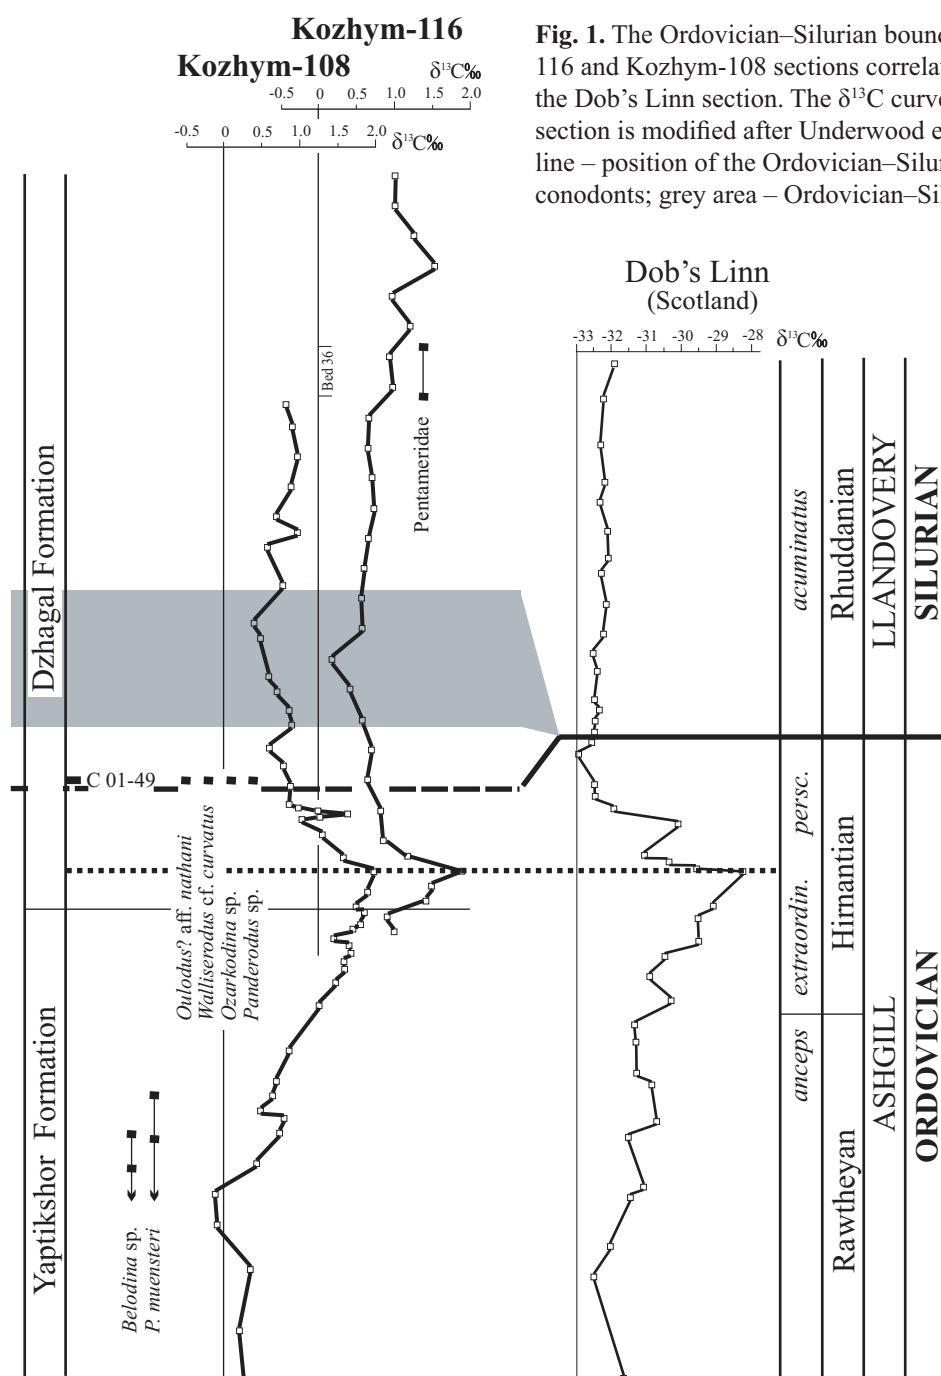 Kozhym-116
Kozhym-108
Fig. 1. The Ordovician–Silurian bound
116 and Kozhym-108 sections correlat
the Dob's Linn section. The δ¹³C curve
section is modified after Underwood e
line – position of the Ordovician–Silu
conodonts; grey area – Ordovician–Si
δ¹³C‰
-0.5 0 0.5 1.0 1.5 2.0
-0.5 0 0.5 1.0 1.5 2.0 δ¹³C‰
Dob's Linn
(Scotland)
-33 -32 -31 -30 -29 -28 δ¹³C‰
Bed 36
Pentameridae
Dzhagal Formation
C 01-49
Oulodus? aff. nathani
Walliserodus cf. curvatus
Ozarkodina sp.
Panderodus sp.
Yaptikshor Formation
Belodina sp.
P. muensteri
acuminatus
persc.
extraordin.
anceps
Rhuddanian
Hirnantian
Rawtheyan
LLANDOVERY
ASHGILL
SILURIAN
ORDOVICIAN